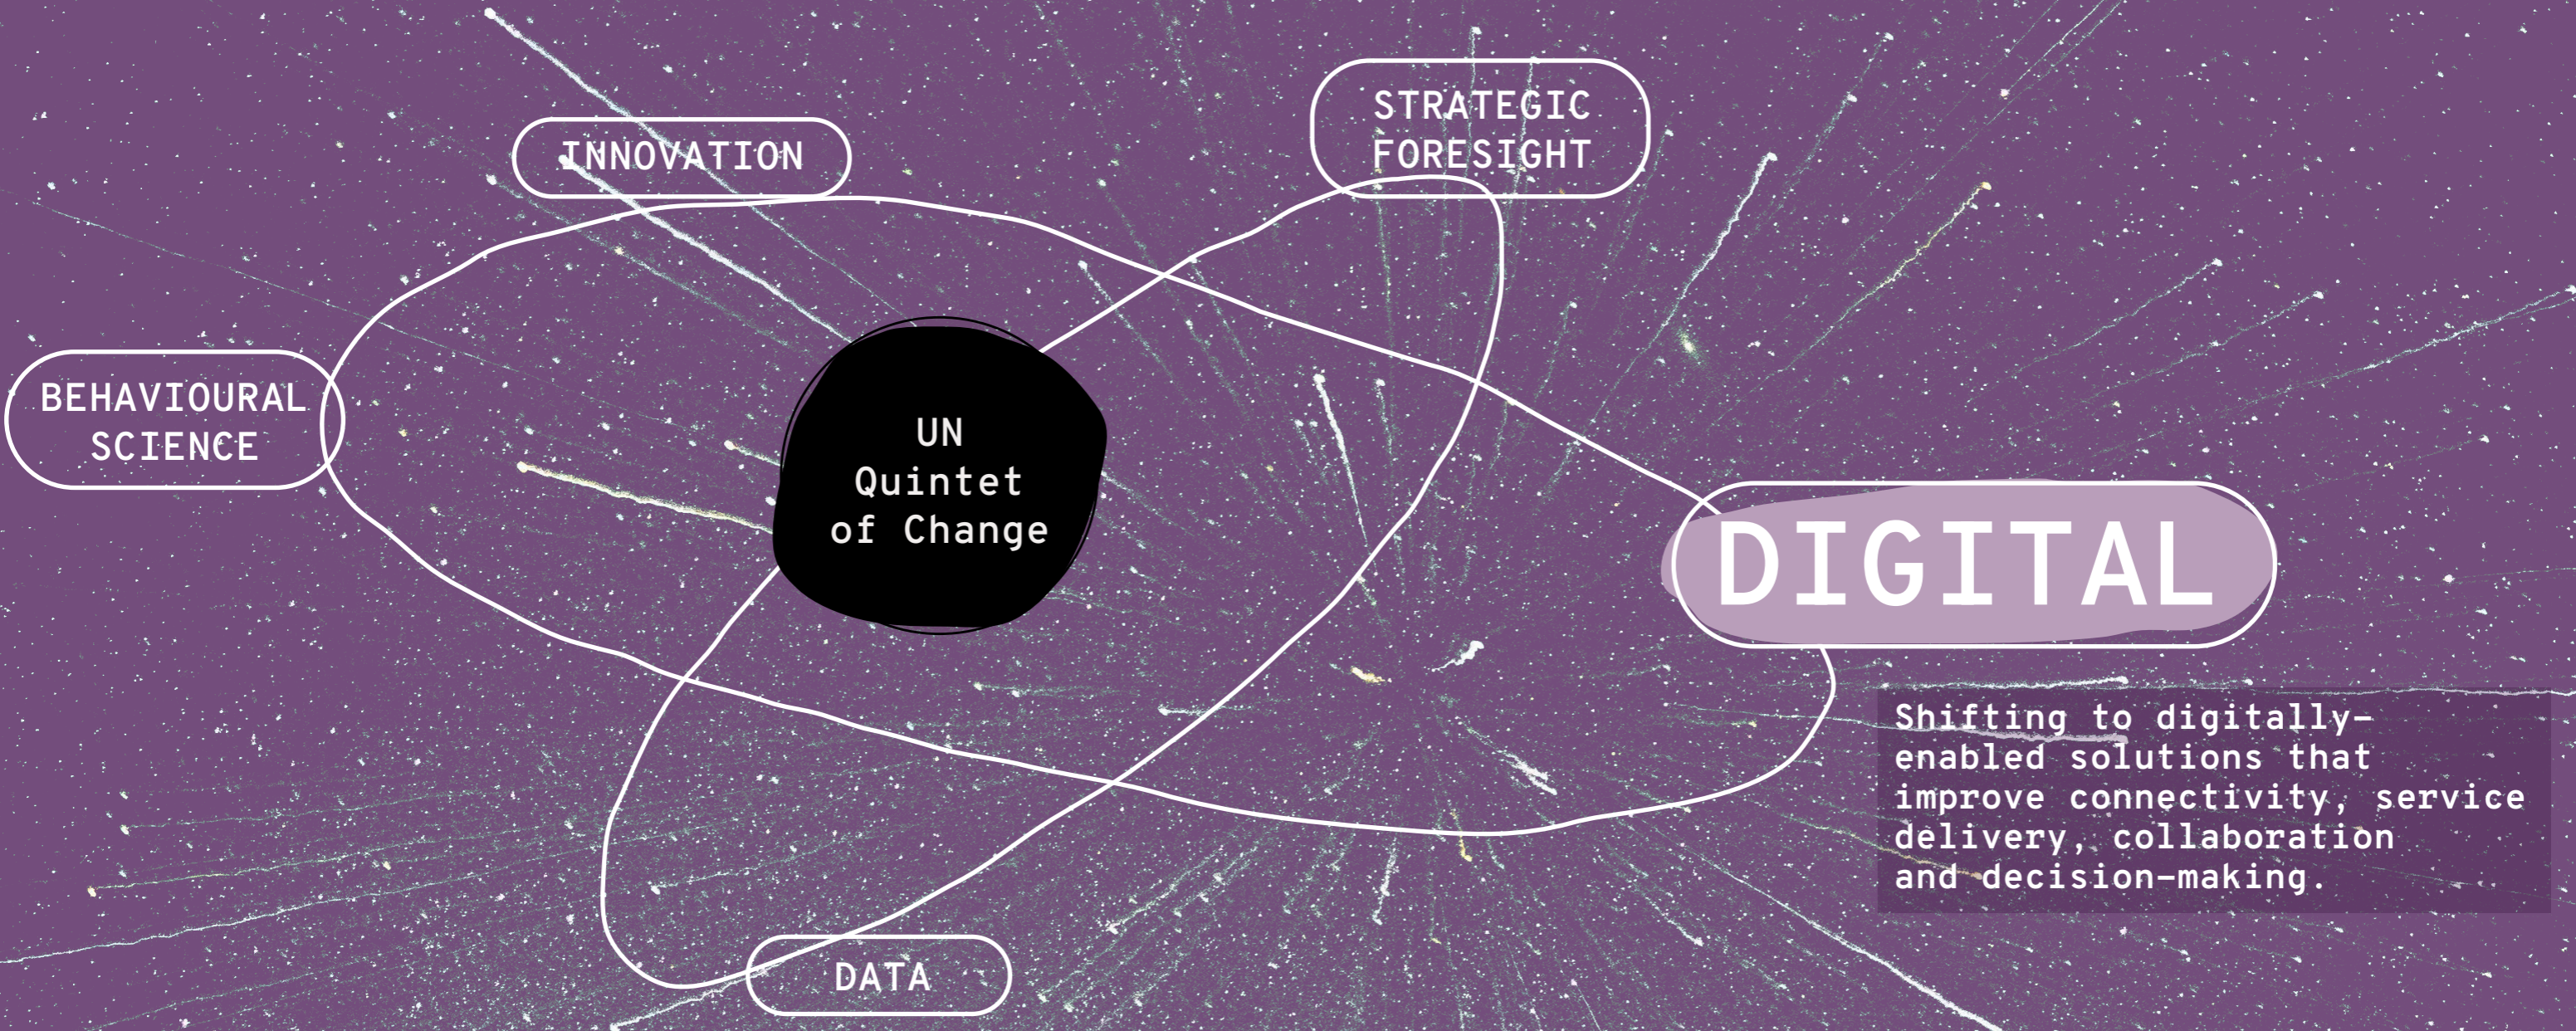 INNOVATION
STRATEGIC
FORESIGHT
BEHAVIOURAL
SCIENCE
UN
Quintet
of Change
DIGITAL
Shifting to digitally-
enabled solutions that
improve connectivity, service
delivery, collaboration
and decision-making.
DATA